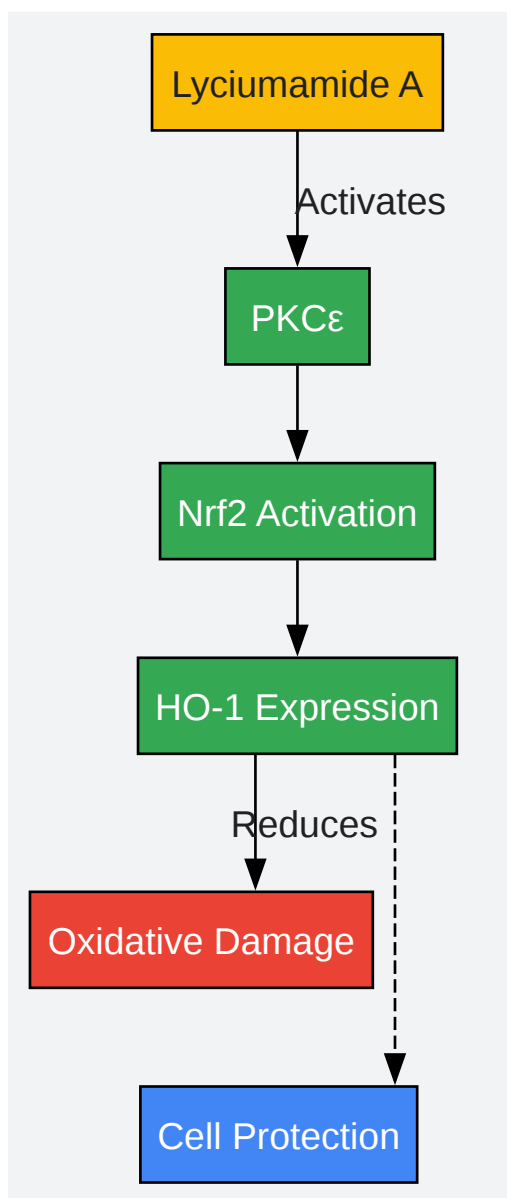 Lyciumamide A
Activates
PKCε
Nrf2 Activation
HO-1 Expression
Reduces
Oxidative Damage
Cell Protection